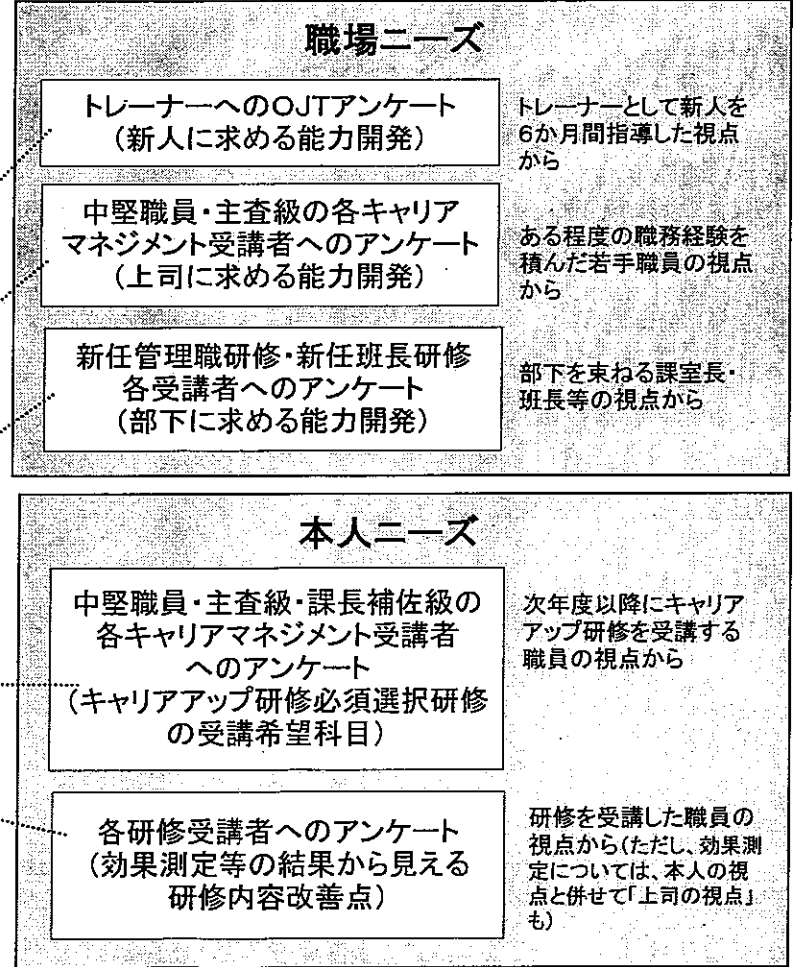 職場ニーズ
トレーナーへのOJTアンケート
(新人に求める能力開発)
トレーナーとして新人を
6か月間指導した視点
から
中堅職員・主査級の各キャリア
マネジメント受講者へのアンケート
(上司に求める能力開発)
ある程度の職務経験を
積んだ若手職員の視点
から
新任管理職研修・新任班長研修
各受講者へのアンケート
(部下に求める能力開発)
部下を束ねる課室長・
班長等の視点から
本人ニーズ
中堅職員・主査級・課長補佐級の
各キャリアマネジメント受講者
へのアンケート
(キャリアアップ研修必須選択研修
の受講希望科目)
次年度以降にキャリア
アップ研修を受講する
職員の視点から
各研修受講者へのアンケート
(効果測定等の結果から見える
研修内容改善点)
研修を受講した職員の
視点から(ただし、効果測
定については、本人の視
点と併せて「上司の視点」
も)